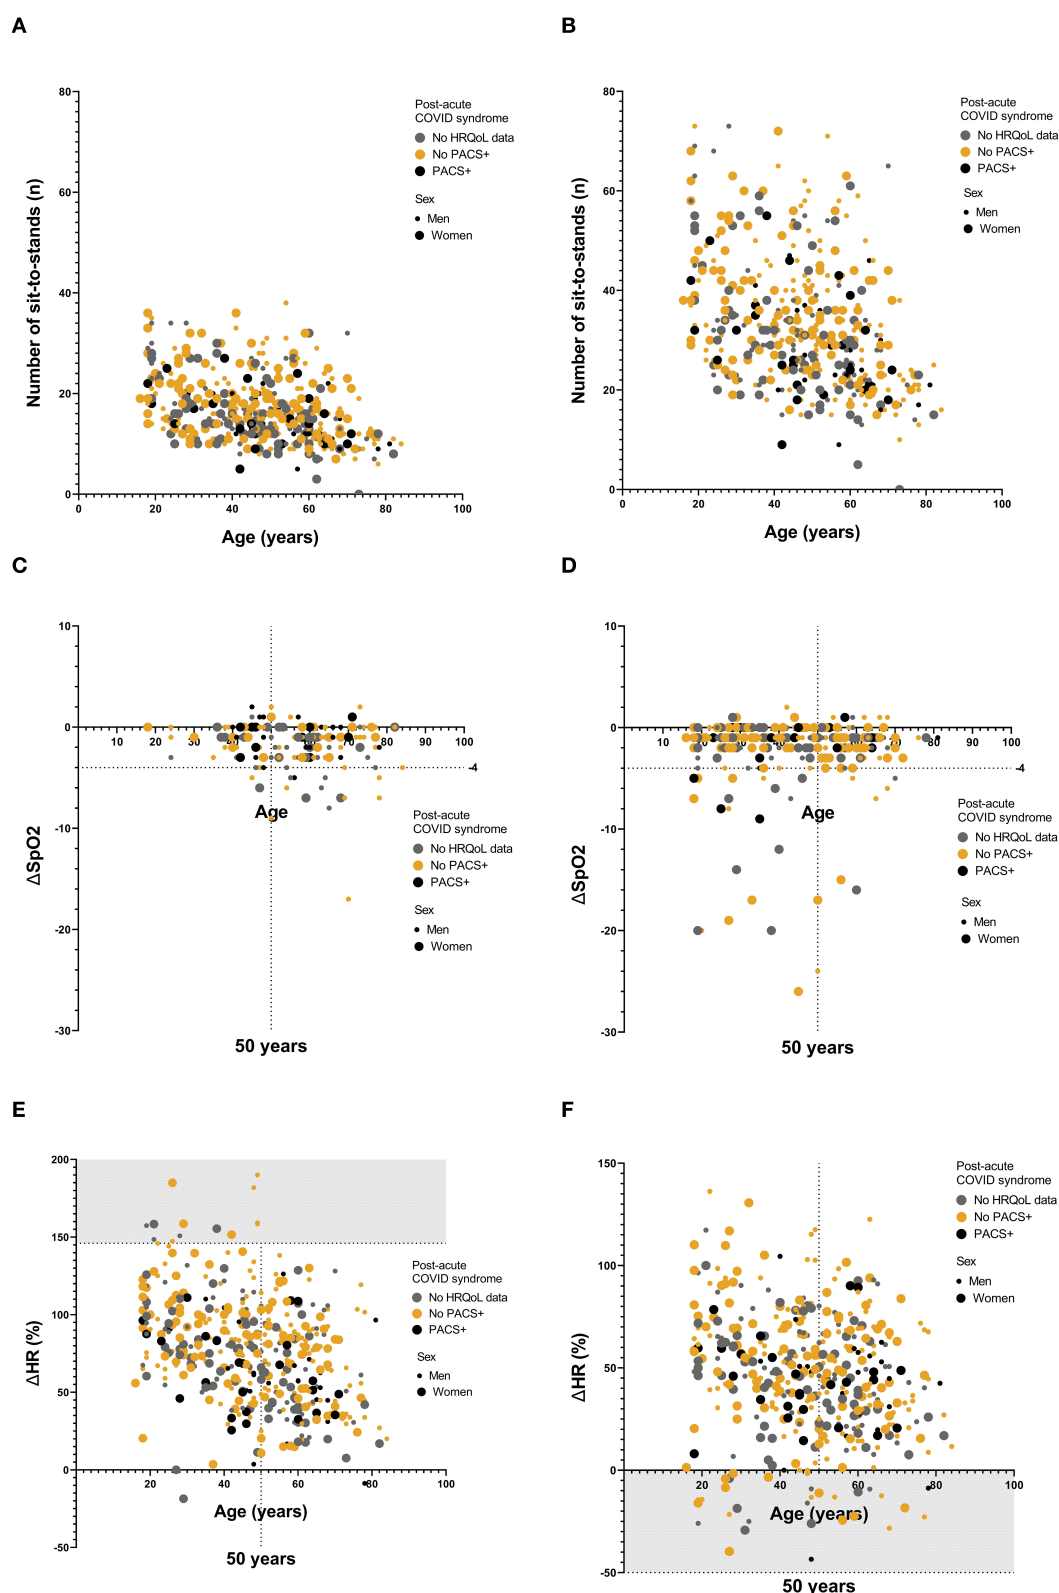 A
B
80
60
40
20
0
0
20
40
60
80
100
Number of sit-to-stands (n)
Age (years)
Post-acute
COVID syndrome
No HRQoL data
No PACS+
PACS+
Sex
Men
Women
80
60
40
20
0
0
20
40
60
80
100
Number of sit-to-stands (n)
Age (years)
Post-acute
COVID syndrome
No HRQoL data
No PACS+
PACS+
Sex
Men
Women
C
D
10
0
-10
-20
-30
10
20
30
40
60
70
80
90
100
-4
ΔSpO2
Age
50 years
Post-acute
COVID syndrome
No HRQoL data
No PACS+
PACS+
Sex
Men
Women
10
0
-10
-20
-30
10
70
80
90
100
-4
ΔSpO2
Age
50 years
Post-acute
COVID syndrome
No HRQoL data
No PACS+
PACS+
Sex
Men
Women
E
F
200
150
100
50
0
-50
20
40
60
80
100
ΔHR (%)
Age (years)
50 years
Post-acute
COVID syndrome
No HRQoL data
No PACS+
PACS+
Sex
Men
Women
150
100
50
0
-50
20
40
60
80
100
ΔHR (%)
Age (years)
50 years
Post-acute
COVID syndrome
No HRQoL data
No PACS+
PACS+
Sex
Men
Women